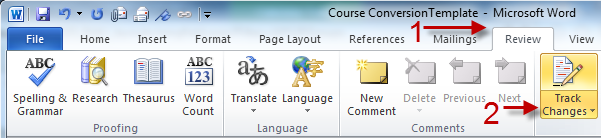 W
Course ConversionTemplate - Microsoft Word
1
File Home Insert Format Page Layout References Mailings Review View
ABC
ABC
123
a あ
Spelling & Grammar
Research
Thesaurus
Word Count
Translate
Language
New Comment
Delete
Previous
Next
2
Track Changes
Proofing
Language
Comments